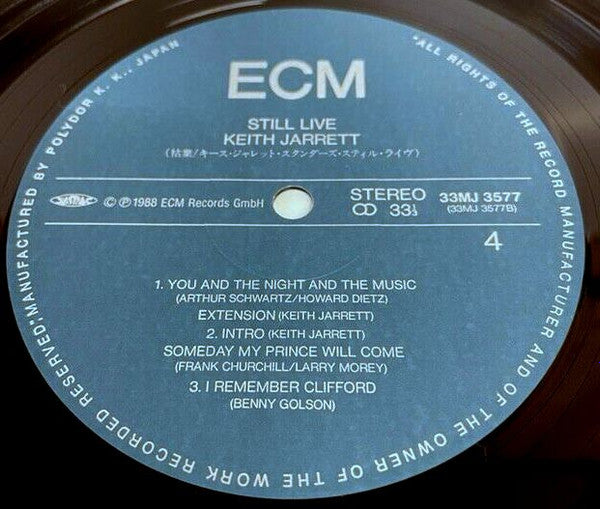 ECM
STILL LIVE
KEITH JARRETT
(枯葉/キース・ジャレット・スタンダーズ・スティル・ライヴ)
© ℗ 1988 ECM Records GmbH
STEREO
33⅓
33MJ 3577
(33MJ 3577B)
4
1. YOU AND THE NIGHT AND THE MUSIC
(ARTHUR SCHWARTZ/HOWARD DIETZ)
EXTENSION (KEITH JARRETT)
2. INTRO (KEITH JARRETT)
SOMEDAY MY PRINCE WILL COME
(FRANK CHURCHILL/LARRY MOREY)
3. I REMEMBER CLIFFORD
(BENNY GOLSON)
"ALL RIGHTS OF THE RECORD MANUFACTURER AND OF THE OWNER OF THE WORK RECORDED RESERVED; MANUFACTURED BY POLYDOR K. K., JAPAN